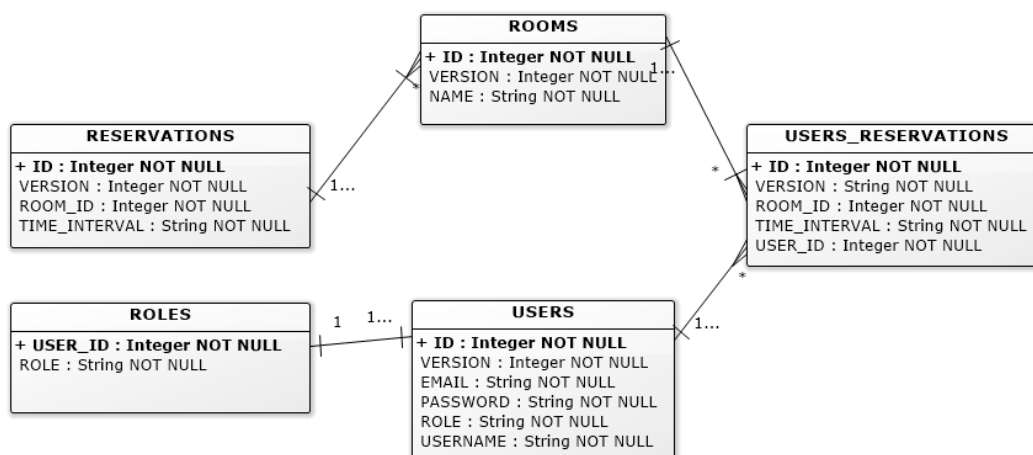 ROOMS
+ ID : Integer NOT NULL
VERSION : Integer NOT NULL
NAME : String NOT NULL
1...
*
RESERVATIONS
+ ID : Integer NOT NULL
VERSION : Integer NOT NULL
ROOM_ID : Integer NOT NULL
TIME_INTERVAL : String NOT NULL
1...
USERS_RESERVATIONS
+ ID : Integer NOT NULL
VERSION : String NOT NULL
ROOM_ID : Integer NOT NULL
TIME_INTERVAL : String NOT NULL
USER_ID : Integer NOT NULL
*
*
ROLES
+ USER_ID : Integer NOT NULL
ROLE : String NOT NULL
1
1...
USERS
+ ID : Integer NOT NULL
VERSION : Integer NOT NULL
EMAIL : String NOT NULL
PASSWORD : String NOT NULL
ROLE : String NOT NULL
USERNAME : String NOT NULL
1...